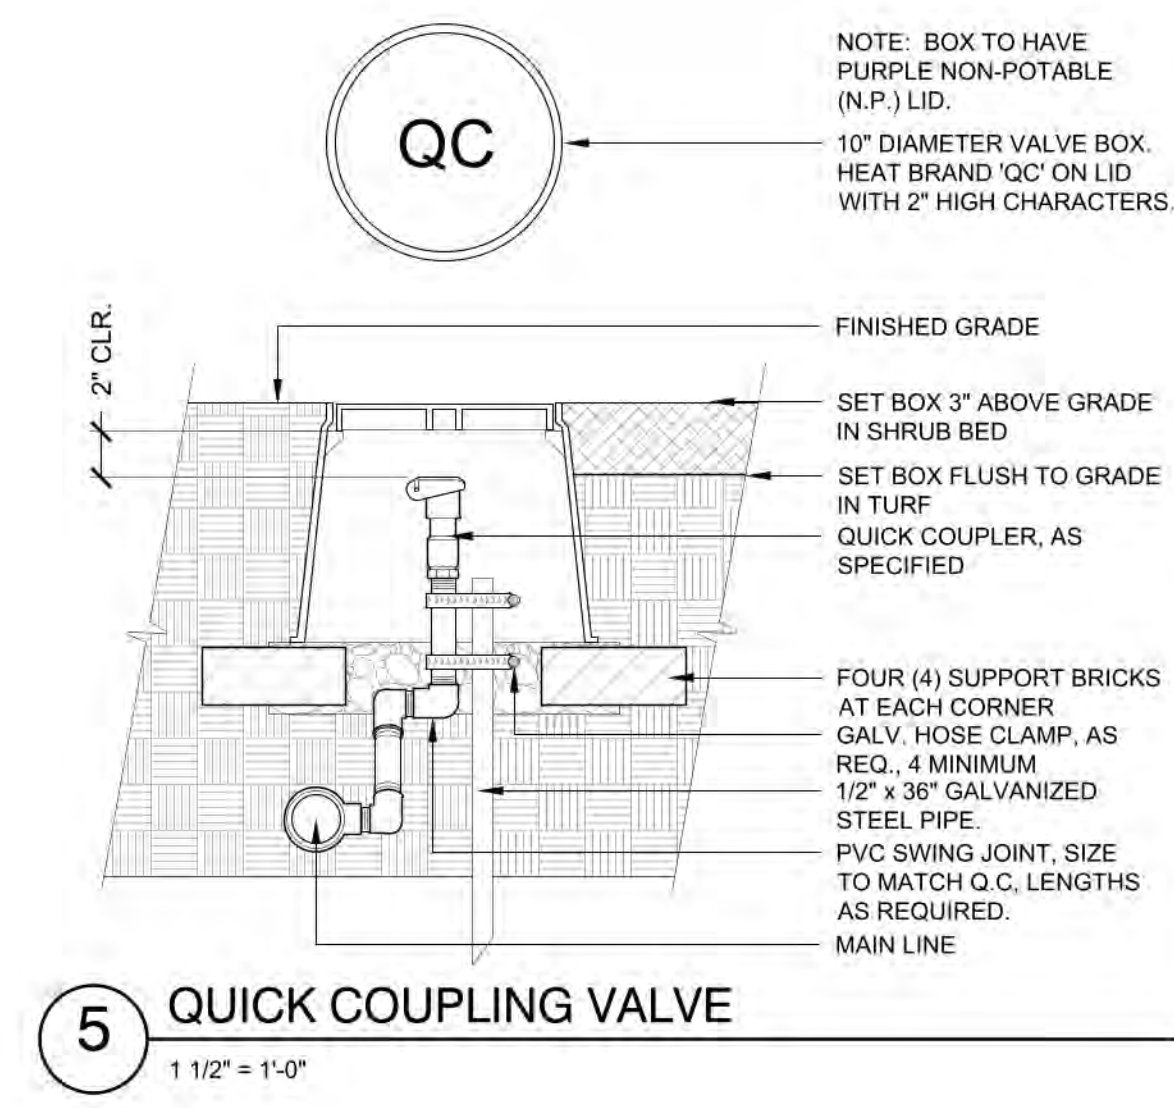 NOTE: BOX TO HAVE
PURPLE NON-POTABLE
(N.P.) LID.
QC
10" DIAMETER VALVE BOX.
HEAT BRAND 'QC' ON LID
WITH 2" HIGH CHARACTERS.
2" CLR.
FINISHED GRADE
SET BOX 3" ABOVE GRADE
IN SHRUB BED
SET BOX FLUSH TO GRADE
IN TURF
QUICK COUPLER, AS
SPECIFIED
FOUR (4) SUPPORT BRICKS
AT EACH CORNER
GALV. HOSE CLAMP, AS
REQ., 4 MINIMUM
1/2" x 36" GALVANIZED
STEEL PIPE.
PVC SWING JOINT, SIZE
TO MATCH Q.C, LENGTHS
AS REQUIRED.
MAIN LINE
5
QUICK COUPLING VALVE
1 1/2" = 1'-0"